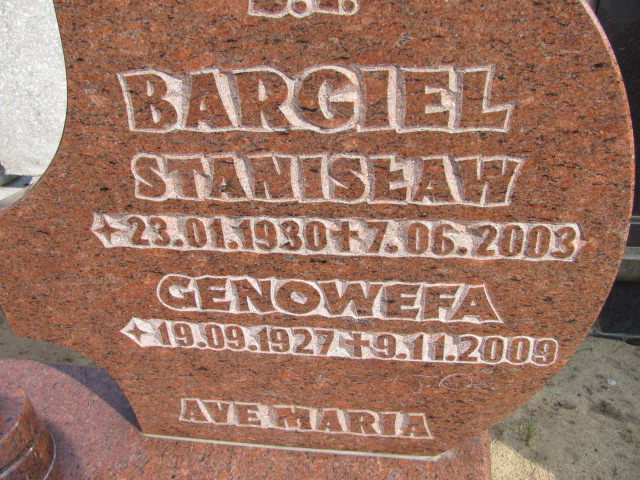 BARGIEL
STANISŁAW
✦23.01.1930✝7.06.2003
GENOWEFA
✦19.09.1927✝9.11.2009
AVE MARIA